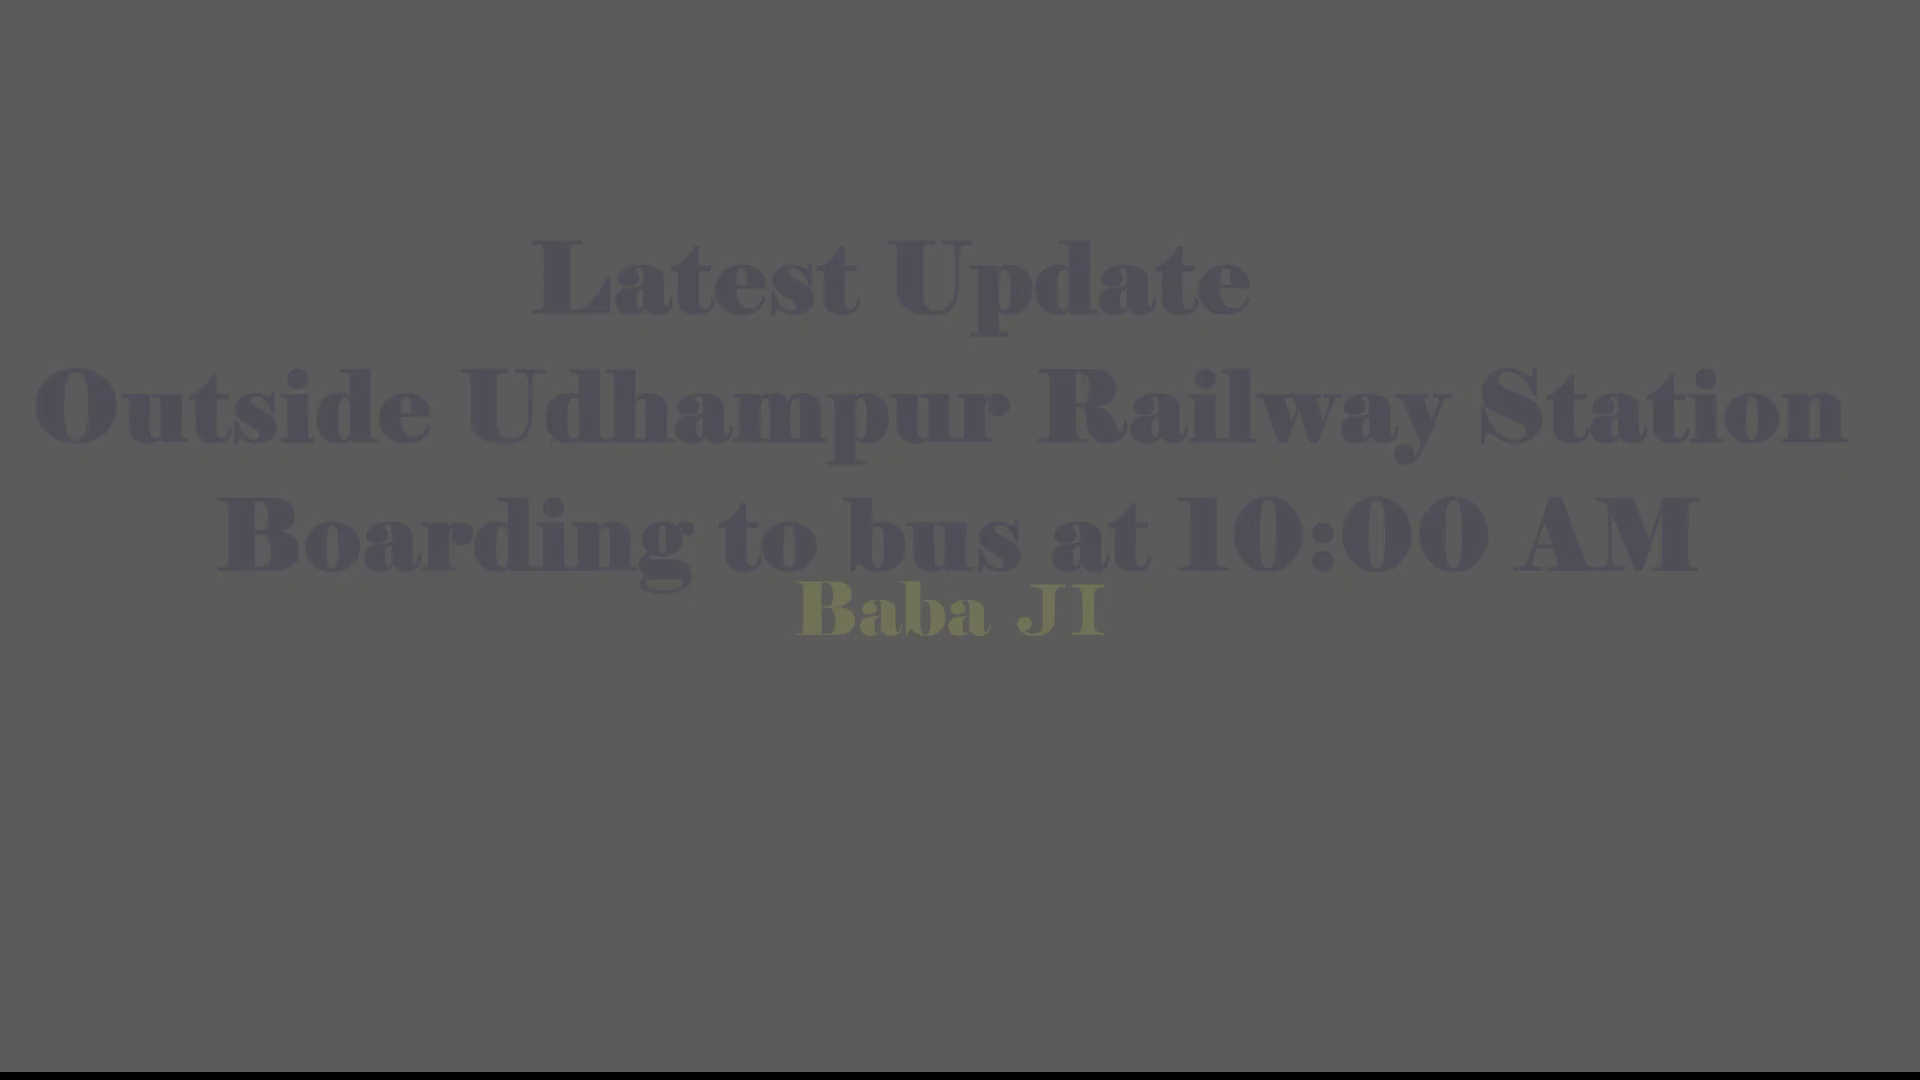 Latest Update
Outside Udhampur Railway Station
Boarding to bus at 10:00 AM
Baba JI